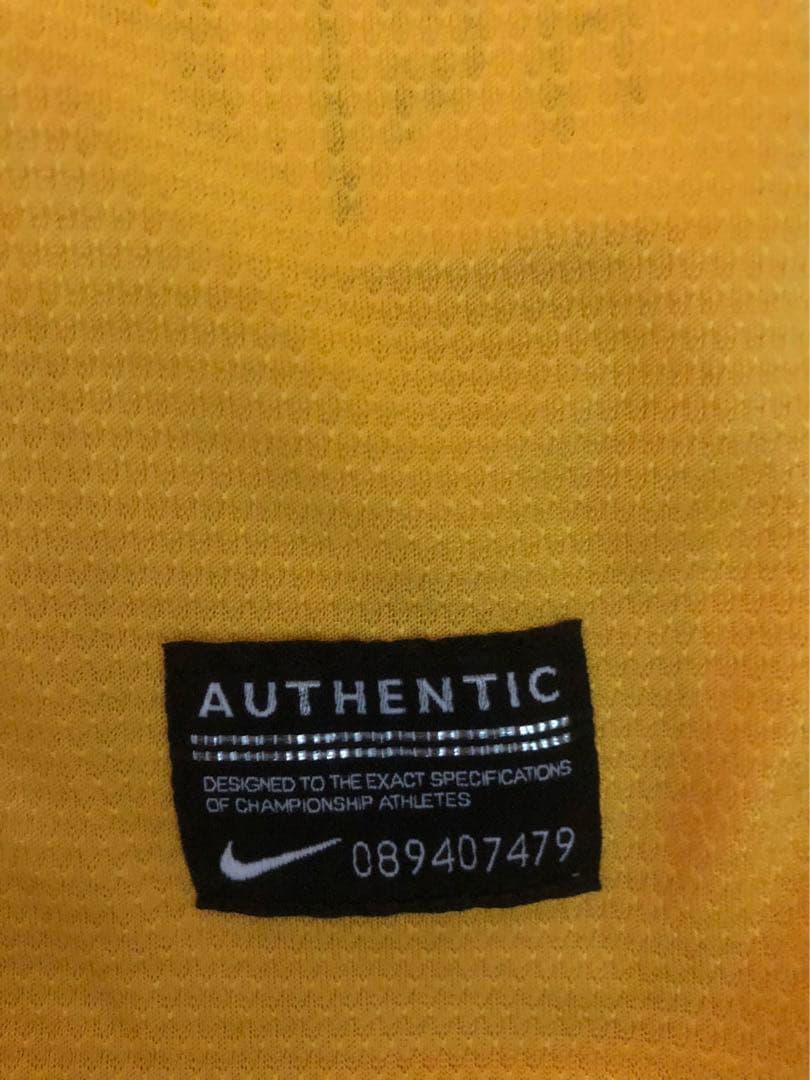 AUTHENTIC
DESIGNED TO THE EXACT SPECIFICATIONS
OF CHAMPIONSHIP ATHLETES
089407479